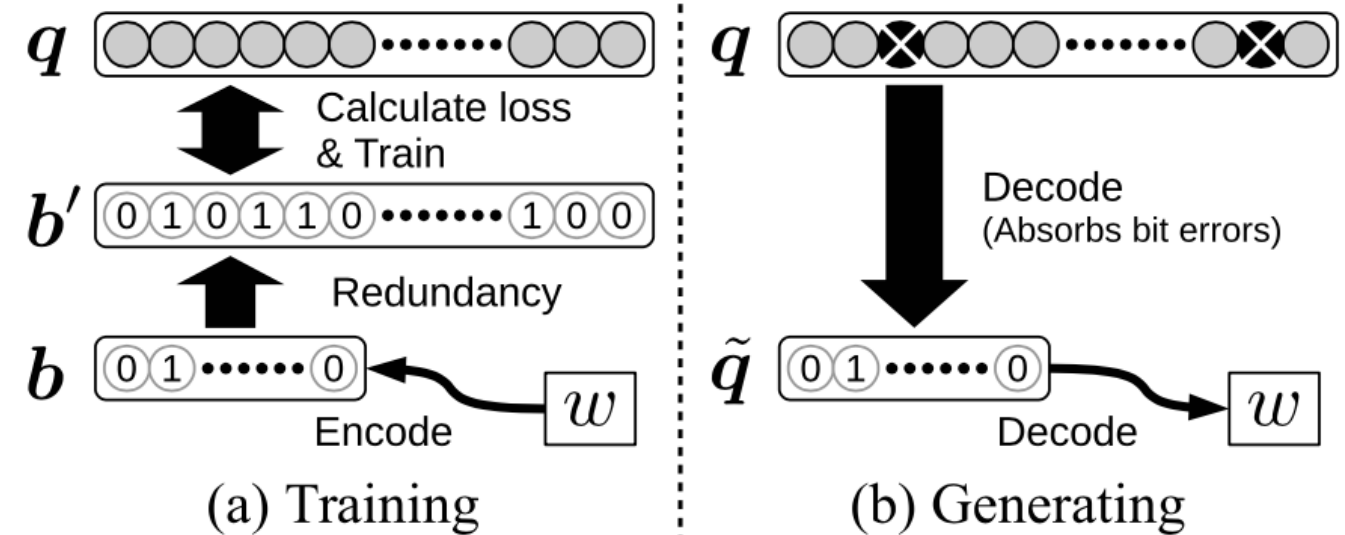 q
Calculate loss
& Train
b′ 0 1 0 1 1 0 ······· 1 0 0
Redundancy
b 0 1 ······ 0
w
Encode
(a) Training
q
Decode
(Absorbs bit errors)
q̃ 0 1 ······ 0
w
Decode
(b) Generating